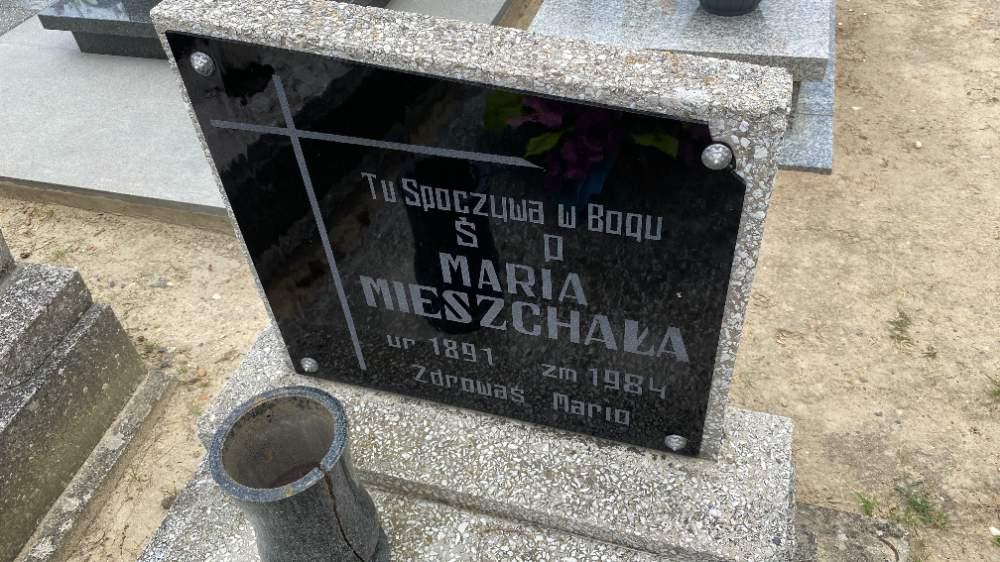 Tu Spoczywa w Bogu
Ś P
MARIA
MIESZCHAŁA
ur 1891 zm 1984
Zdrowaś Mario